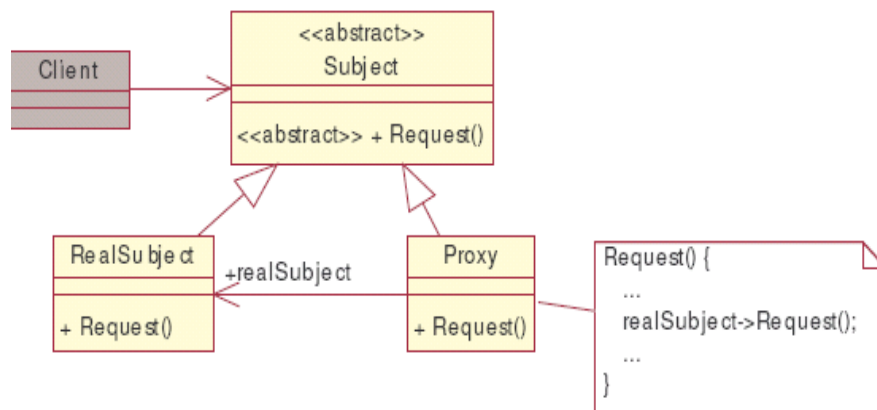 Client
<<abstract>>
Subject
<<abstract>> + Request()
RealSubject
+ Request()
+realSubject
Proxy
+ Request()
Request() {
...
realSubject->Request();
...
}